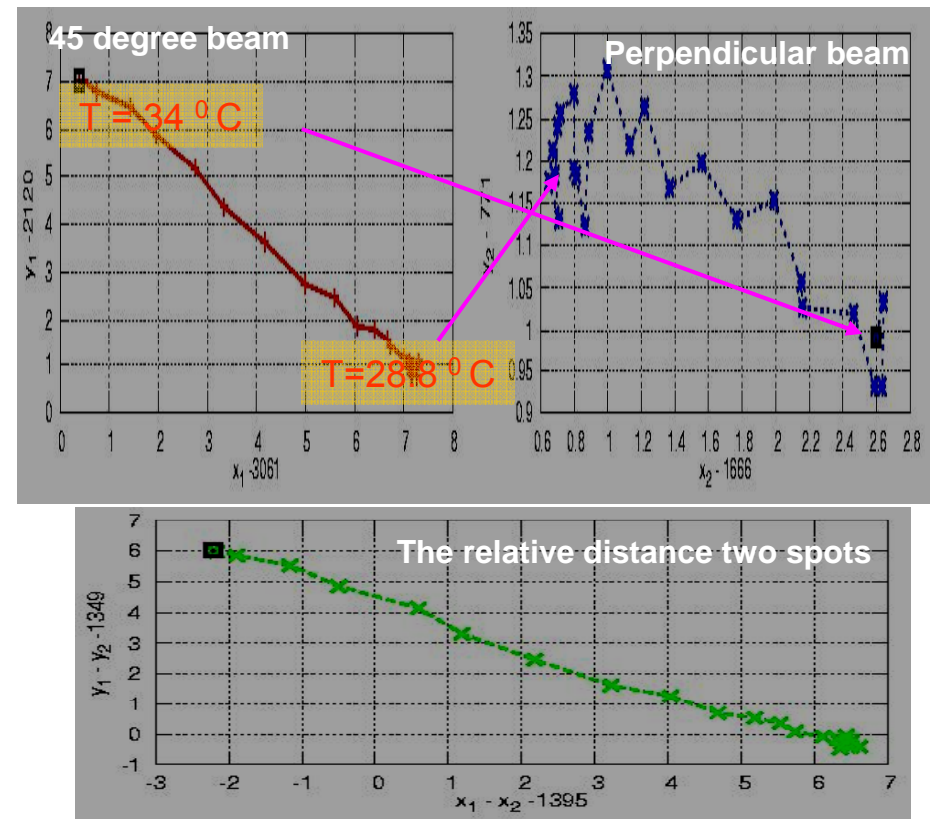 45 degree beam
8
7
6
5
4
3
2
1
0
y1 - 2120
T = 34 0 C
T=28.8 0 C
0 1 2 3 4 5 6 7 8
x1 -3061
Perpendicular beam
1.35
1.3
1.25
1.2
1.15
1.1
1.05
1
0.95
0.9
0.6 0.8 1 1.2 1.4 1.6 1.8 2 2.2 2.4 2.6 2.8
x2 - 1666
The relative distance two spots
7
6
5
4
3
2
1
0
-1
y1 - y2 -1349
-3 -2 -1 0 1 2 3 4 5 6 7
x1 - x2 -1395